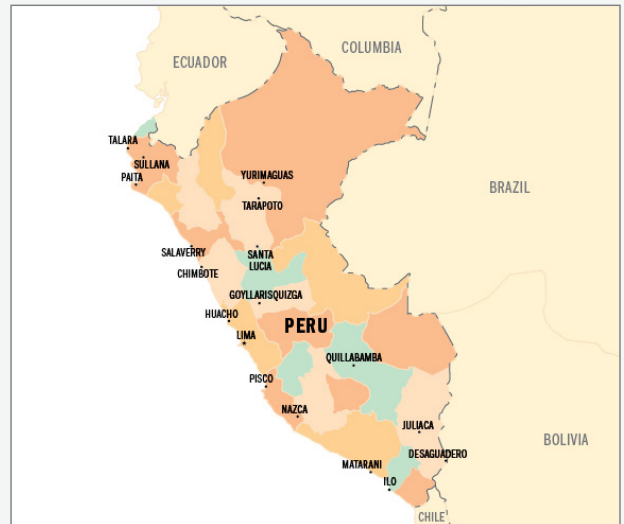 COLUMBIA
ECUADOR
TALARA
SULLANA
PAITA
YURIMAGUAS
BRAZIL
TARAPOTO
SALAVERRY
SANTA
LUCIA
CHIMBOTE
GOYLLARISQUIZGA
HUACHO
PERU
LIMA
QUILLABAMBA
PISCO
NAZCA
JULIACA
BOLIVIA
DESAGUADERO
MATARANI
ILO
CHILE